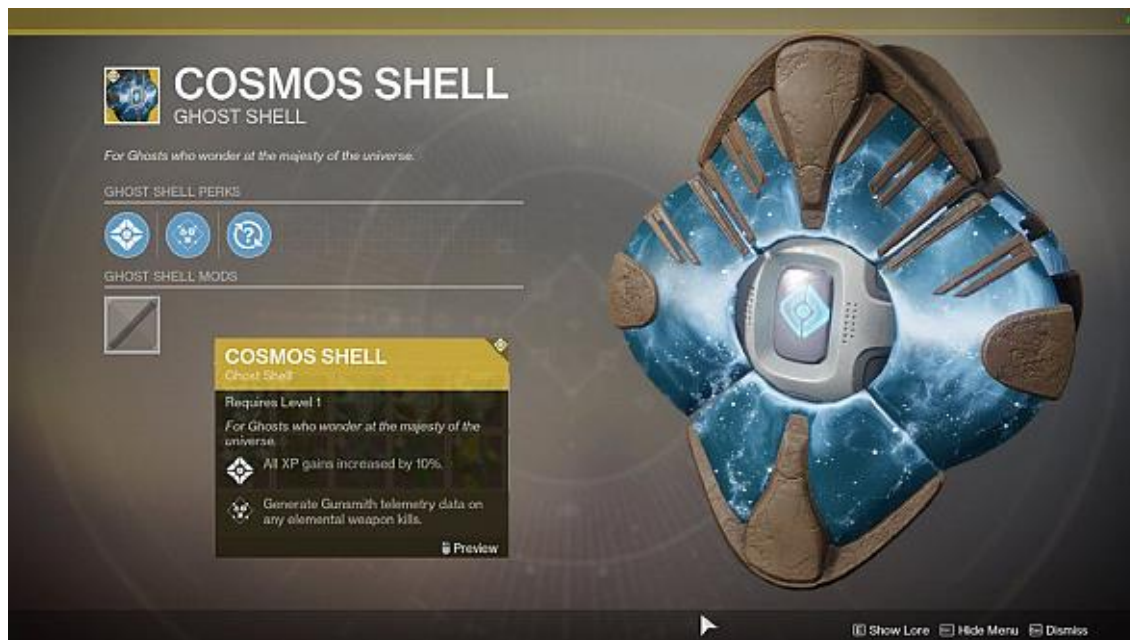 COSMOS SHELL
GHOST SHELL
For Ghosts who wonder at the majesty of the universe.
GHOST SHELL PERKS
GHOST SHELL MODS
COSMOS SHELL
Ghost Shell
Requires Level 1
For Ghosts who wonder at the majesty of the
universe.
All XP gains increased by 10%.
Generate Gunsmith telemetry data on
any elemental weapon kills.
Preview
Show Lore Hide Menu Dismiss